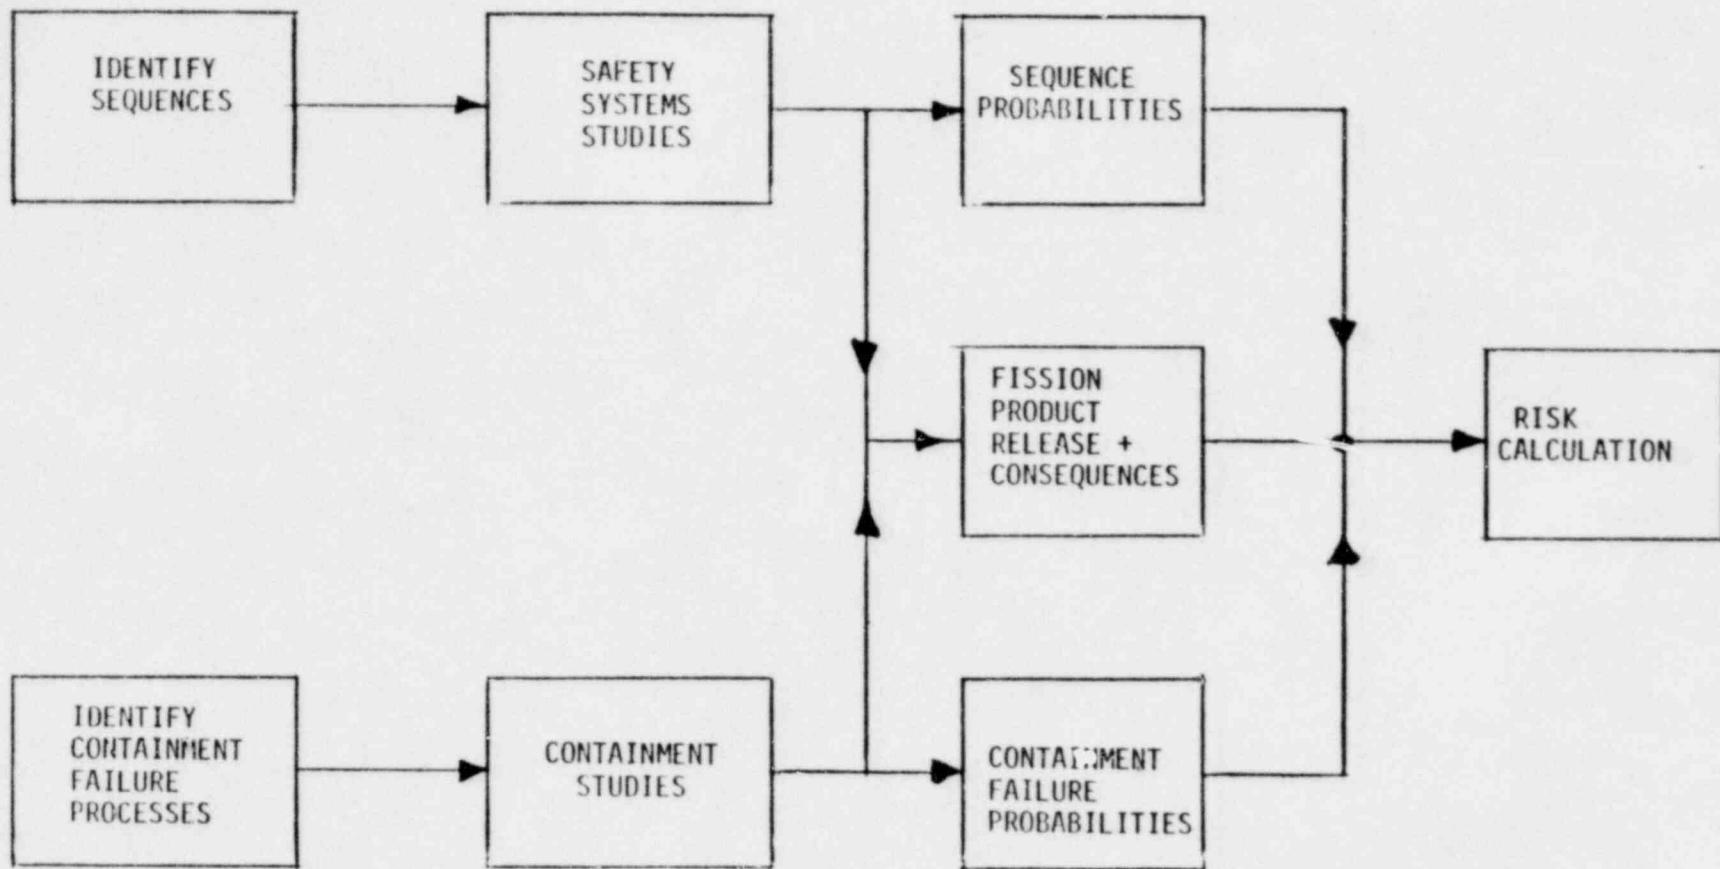 IDENTIFY
SEQUENCES
SAFETY
SYSTEMS
STUDIES
SEQUENCE
PROBABILITIES
FISSION
PRODUCT
RELEASE +
CONSEQUENCES
RISK
CALCULATION
IDENTIFY
CONTAINMENT
FAILURE
PROCESSES
CONTAINMENT
STUDIES
CONTAINMENT
FAILURE
PROBABILITIES